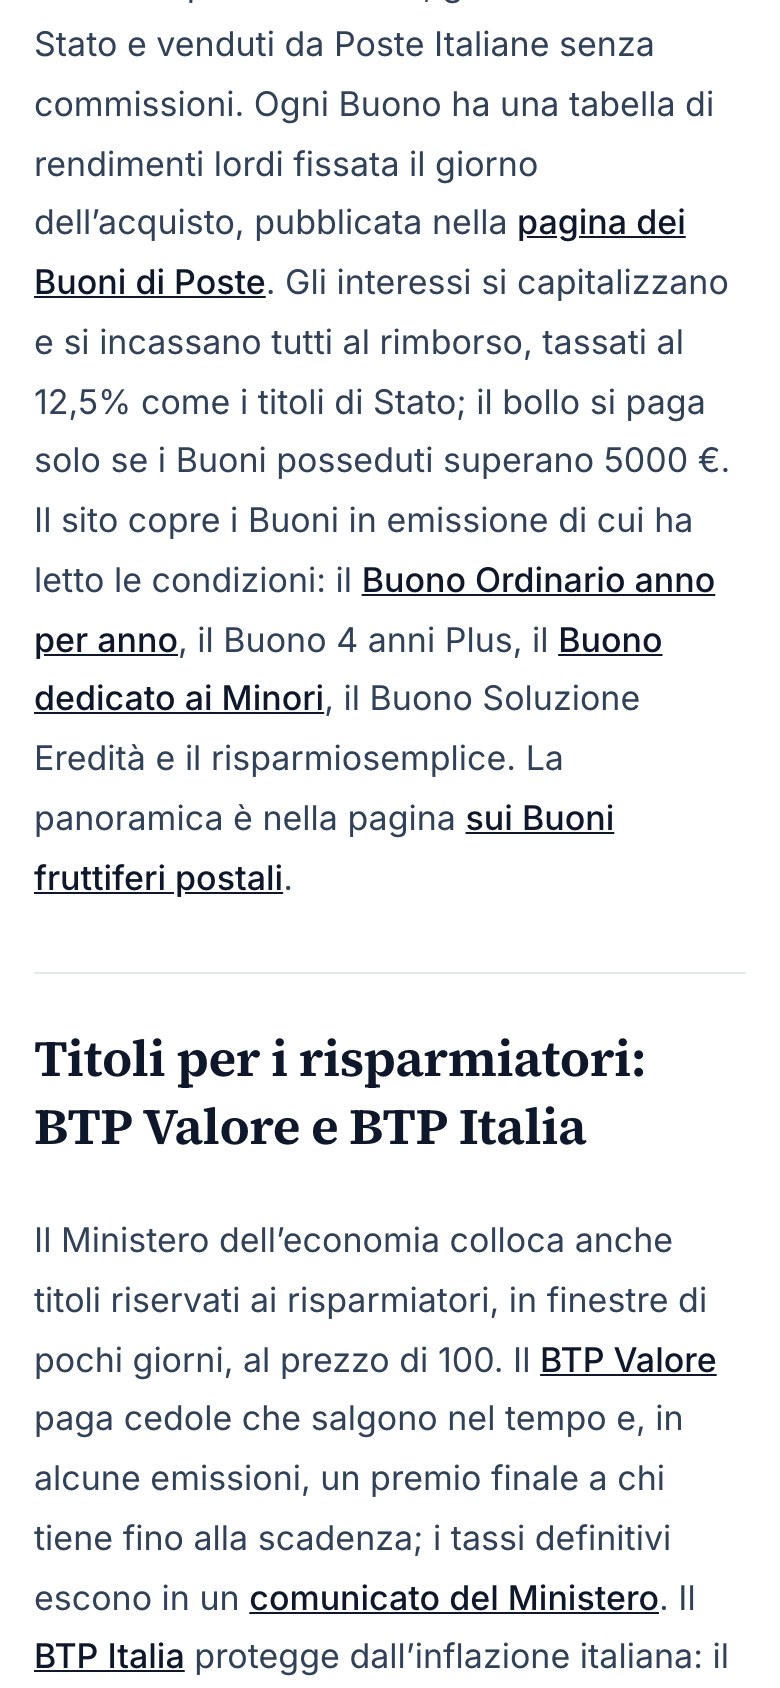 Stato e venduti da Poste Italiane senza
commissioni. Ogni Buono ha una tabella di
rendimenti lordi fissata il giorno
dell’acquisto, pubblicata nella pagina dei
Buoni di Poste. Gli interessi si capitalizzano
e si incassano tutti al rimborso, tassati al
12,5% come i titoli di Stato; il bollo si paga
solo se i Buoni posseduti superano 5000 €.
Il sito copre i Buoni in emissione di cui ha
letto le condizioni: il Buono Ordinario anno
per anno, il Buono 4 anni Plus, il Buono
dedicato ai Minori, il Buono Soluzione
Eredità e il risparmiosemplice. La
panoramica è nella pagina sui Buoni
fruttiferi postali.
Titoli per i risparmiatori:
BTP Valore e BTP Italia
Il Ministero dell’economia colloca anche
titoli riservati ai risparmiatori, in finestre di
pochi giorni, al prezzo di 100. Il BTP Valore
paga cedole che salgono nel tempo e, in
alcune emissioni, un premio finale a chi
tiene fino alla scadenza; i tassi definitivi
escono in un comunicato del Ministero. Il
BTP Italia protegge dall’inflazione italiana: il